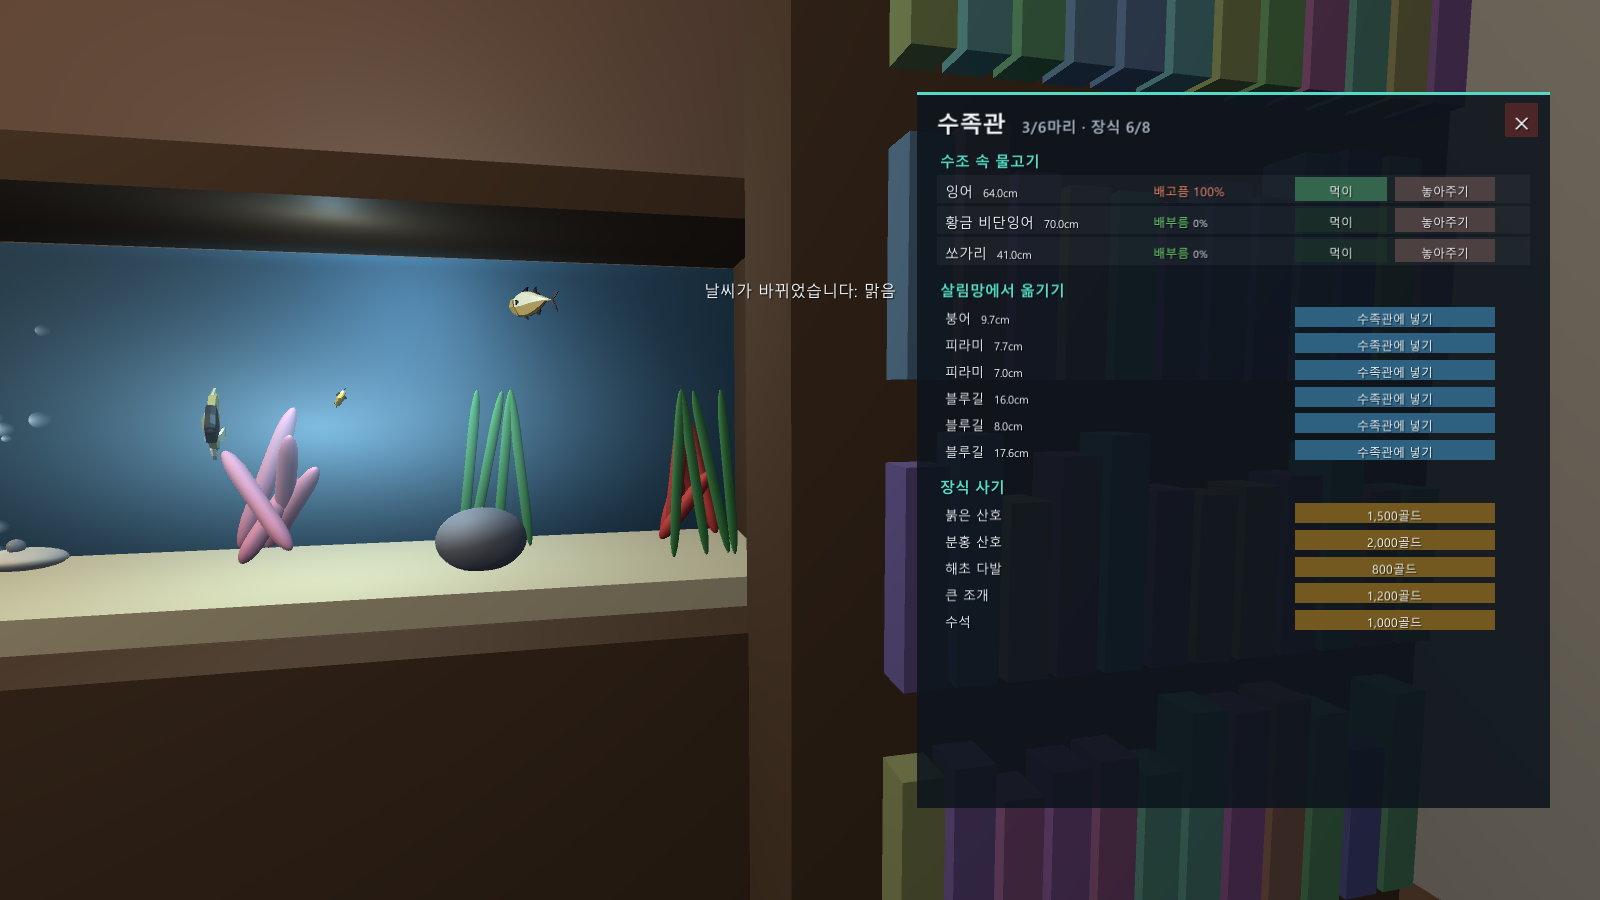 수족관 3/6마리 · 장식 6/8
수조 속 물고기
잉어 64.0cm 배고픔 100% 먹이 놓아주기
황금 비단잉어 70.0cm 배부름 0% 먹이 놓아주기
쏘가리 41.0cm 배부름 0% 먹이 놓아주기
날씨가 바뀌었습니다: 맑음
살림망에서 옮기기
붕어 9.7cm 수족관에 넣기
피라미 7.7cm 수족관에 넣기
피라미 7.0cm 수족관에 넣기
블루길 16.0cm 수족관에 넣기
블루길 8.0cm 수족관에 넣기
블루길 17.6cm 수족관에 넣기
장식 사기
붉은 산호 1,500골드
분홍 산호 2,000골드
해초 다발 800골드
큰 조개 1,200골드
수석 1,000골드